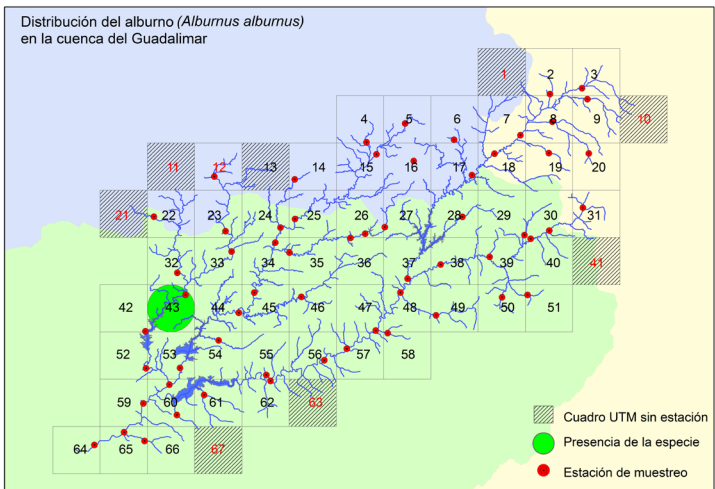 Distribución del alburno (Alburnus alburnus)
en la cuenca del Guadalimar
1 2 3
4 5 6 7 8 9 10
11 12 13 14 15 16 17 18 19 20
21 22 23 24 25 26 27 28 29 30 31
32 33 34 35 36 37 38 39 40 41
42 43 44 45 46 47 48 49 50 51
52 53 54 55 56 57 58
59 60 61 62 63
64 65 66 67
Cuadro UTM sin estación
Presencia de la especie
Estación de muestreo